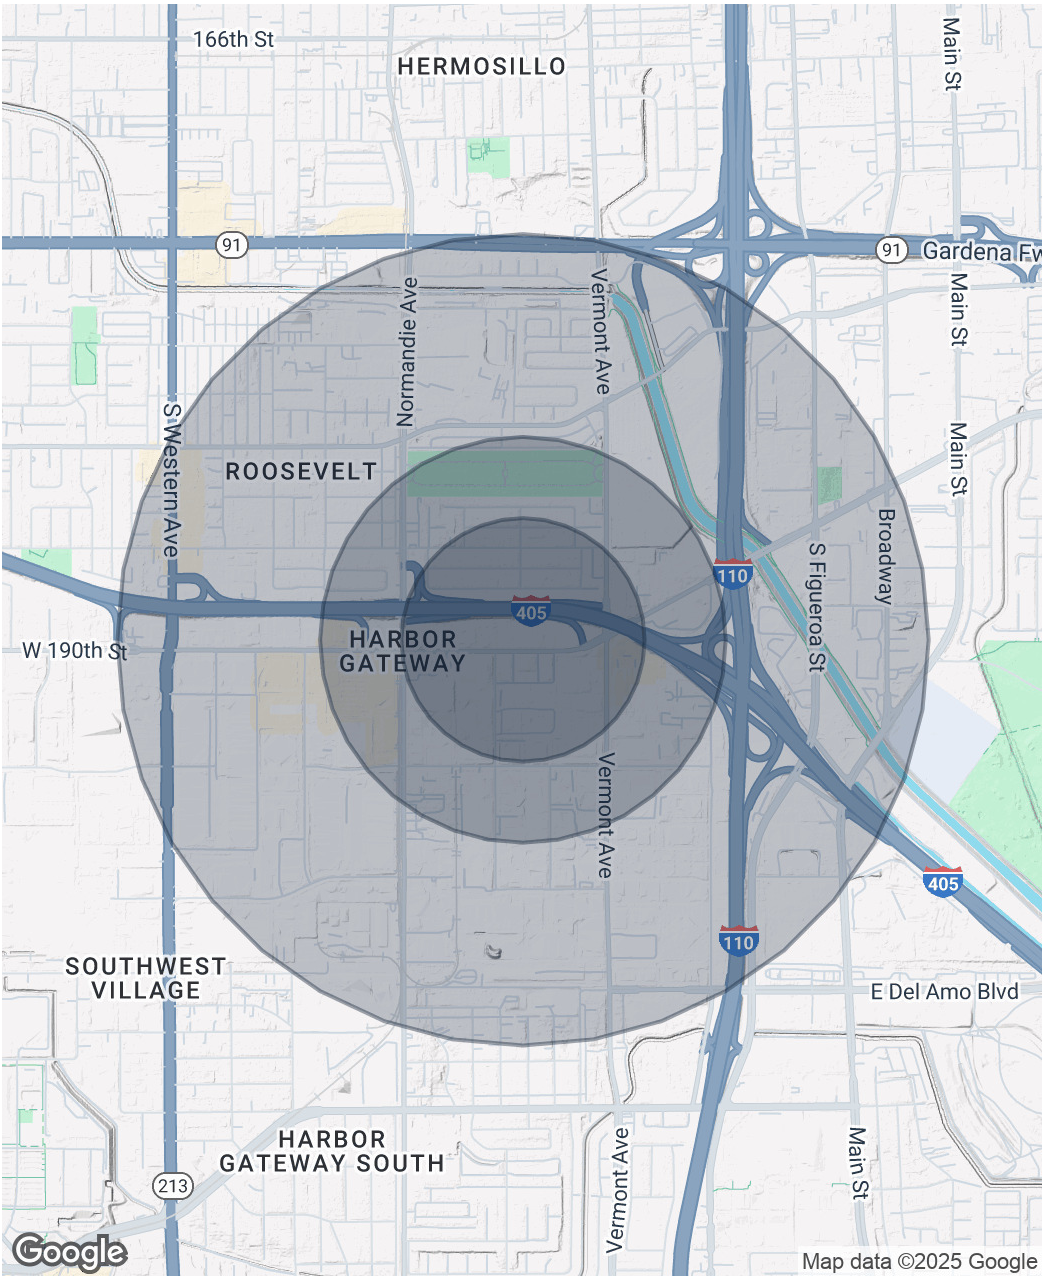 166th St
HERMOSILLO
Main St
91
91
Gardena Fw
Main St
Normandie Ave
Vermont Ave
S Western Ave
ROOSEVELT
Main St
Broadway
S Figueroa St
110
405
HARBOR
GATEWAY
W 190th St
Vermont Ave
405
110
SOUTHWEST
VILLAGE
E Del Amo Blvd
HARBOR
GATEWAY SOUTH
Vermont Ave
Main St
213
Google
Map data ©2025 Google